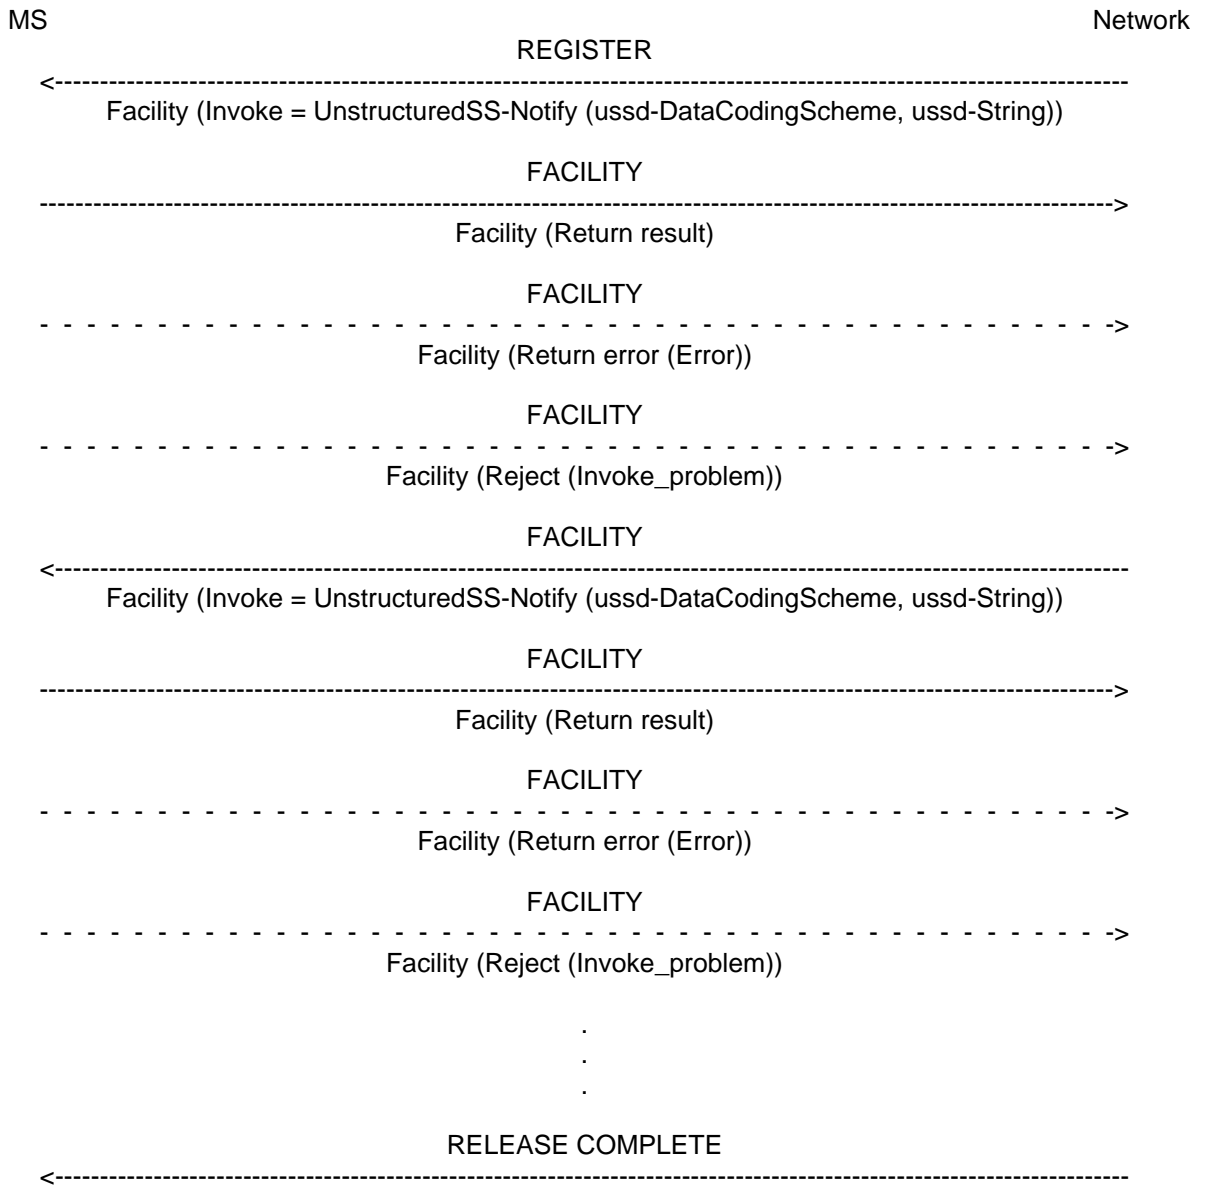 MS Network
REGISTER
<------------------------------------------------------------------------------------------------------------------------
Facility (Invoke = UnstructuredSS-Notify (ussd-DataCodingScheme, ussd-String))
FACILITY
------------------------------------------------------------------------------------------------------------------------>
Facility (Return result)
FACILITY
- - - - - - - - - - - - - - - - - - - - - - - - - - - - - - - - - - - - - - - - - - - - - ->
Facility (Return error (Error))
FACILITY
- - - - - - - - - - - - - - - - - - - - - - - - - - - - - - - - - - - - - - - - - - - - - ->
Facility (Reject (Invoke_problem))
FACILITY
<------------------------------------------------------------------------------------------------------------------------
Facility (Invoke = UnstructuredSS-Notify (ussd-DataCodingScheme, ussd-String))
FACILITY
------------------------------------------------------------------------------------------------------------------------>
Facility (Return result)
FACILITY
- - - - - - - - - - - - - - - - - - - - - - - - - - - - - - - - - - - - - - - - - - - - - ->
Facility (Return error (Error))
FACILITY
- - - - - - - - - - - - - - - - - - - - - - - - - - - - - - - - - - - - - - - - - - - - - ->
Facility (Reject (Invoke_problem))
.
.
.
RELEASE COMPLETE
<------------------------------------------------------------------------------------------------------------------------